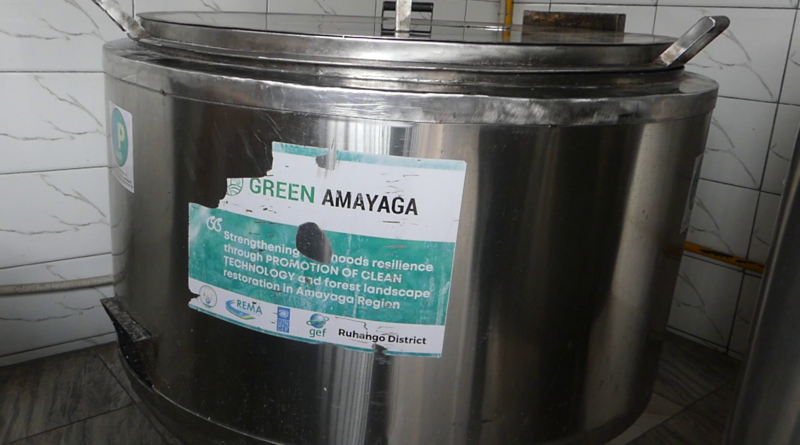 P
GREEN AMAYAGA
Strengthening goods resilience
through PROMOTION OF CLEAN
TECHNOLOGY and forest landscape
restoration in Amayaga Region
REMA
gef
Ruhango District